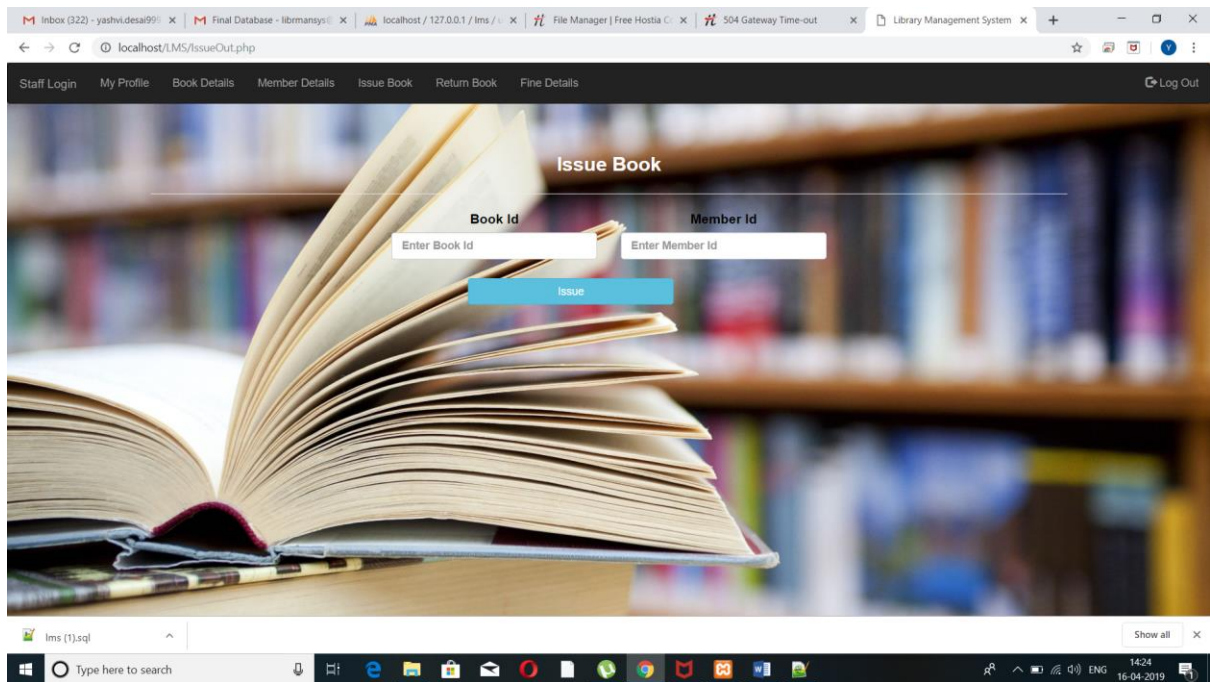 Inbox (322) - yashvi.desai999
Final Database - librmansys@
localhost / 127.0.0.1 / lms /
File Manager | Free Hostia
504 Gateway Time-out
Library Management System
localhost/LMS/IssueOut.php
Y
Staff Login My Profile Book Details Member Details Issue Book Return Book Fine Details Log Out
Issue Book
Book Id Member Id
Enter Book Id Enter Member Id
Issue
lms (1).sql Show all
Type here to search ENG 14:24
16-04-2019